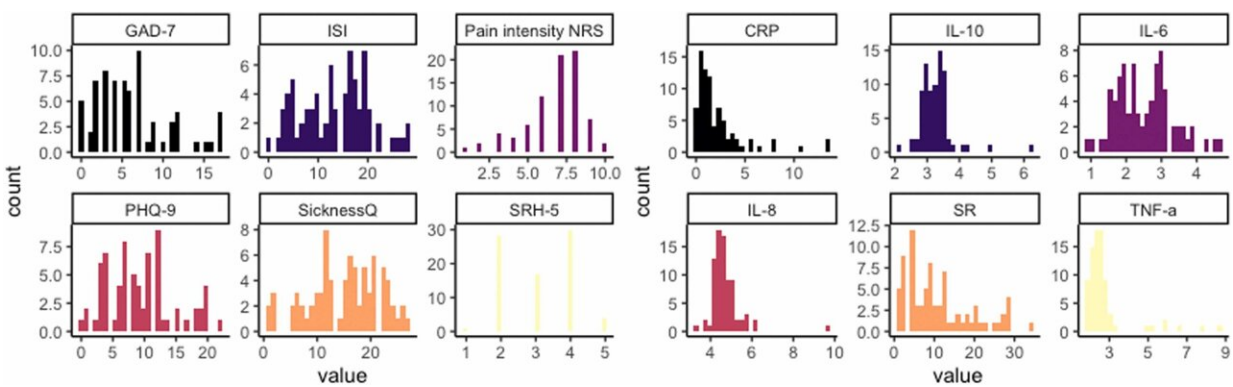 GAD-7 ISI Pain intensity NRS CRP IL-10 IL-6
10.0 7.5 5.0 2.5 0.0
6 4 2 0
20 15 10 5 0
15 10 5 0
15 10 5 0
8 6 4 2 0
0 5 10 15
0 10 20
2.5 5.0 7.5 10.0
0 5 10
2 3 4 5 6
1 2 3 4
count
count
PHQ-9 SicknessQ SRH-5 IL-8 SR TNF-a
7.5 5.0 2.5 0.0
8 6 4 2 0
30 20 10 0
15 10 5 0
12.5 10.0 7.5 5.0 2.5 0.0
15 10 5 0
0 5 10 15 20
0 10 20
1 2 3 4 5
4 6 8 10
0 10 20 30
3 5 7 9
value value